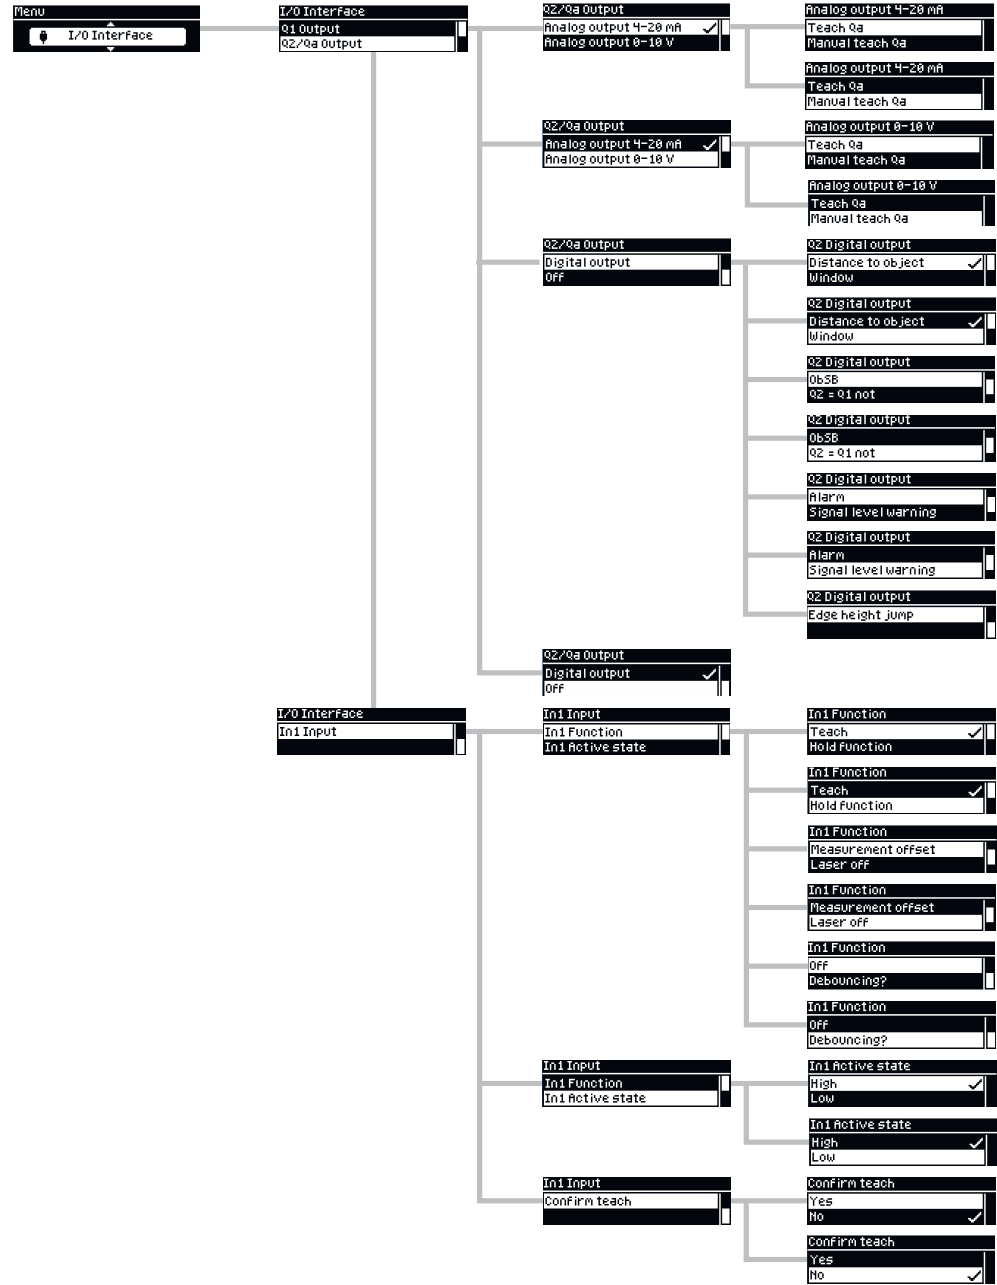 Menu
I/O Interface
I/O Interface
Q1 Output
Q2/Qa Output
Q2/Qa Output
Analog output 4-20 mA
Analog output 0-10 V
Analog output 4-20 mA
Teach Qa
Manual teach Qa
Analog output 4-20 mA
Teach Qa
Manual teach Qa
Q2/Qa Output
Analog output 4-20 mA
Analog output 0-10 V
Analog output 0-10 V
Teach Qa
Manual teach Qa
Analog output 0-10 V
Teach Qa
Manual teach Qa
Q2/Qa Output
Digital output
Off
Q2 Digital output
Distance to object
Window
Q2 Digital output
Distance to object
Window
Q2 Digital output
ObSB
Q2 = Q1 not
Q2 Digital output
ObSB
Q2 = Q1 not
Q2 Digital output
Alarm
Signal level warning
Q2 Digital output
Alarm
Signal level warning
Q2 Digital output
Edge height jump
Q2/Qa Output
Digital output
Off
I/O Interface
In1 Input
In1 Input
In1 Function
In1 Active state
In1 Function
Teach
Hold function
In1 Function
Teach
Hold function
In1 Function
Measurement offset
Laser off
In1 Function
Measurement offset
Laser off
In1 Function
Off
Debouncing?
In1 Function
Off
Debouncing?
In1 Input
In1 Function
In1 Active state
In1 Active state
High
Low
In1 Active state
High
Low
In1 Input
Confirm teach
Confirm teach
Yes
No
Confirm teach
Yes
No